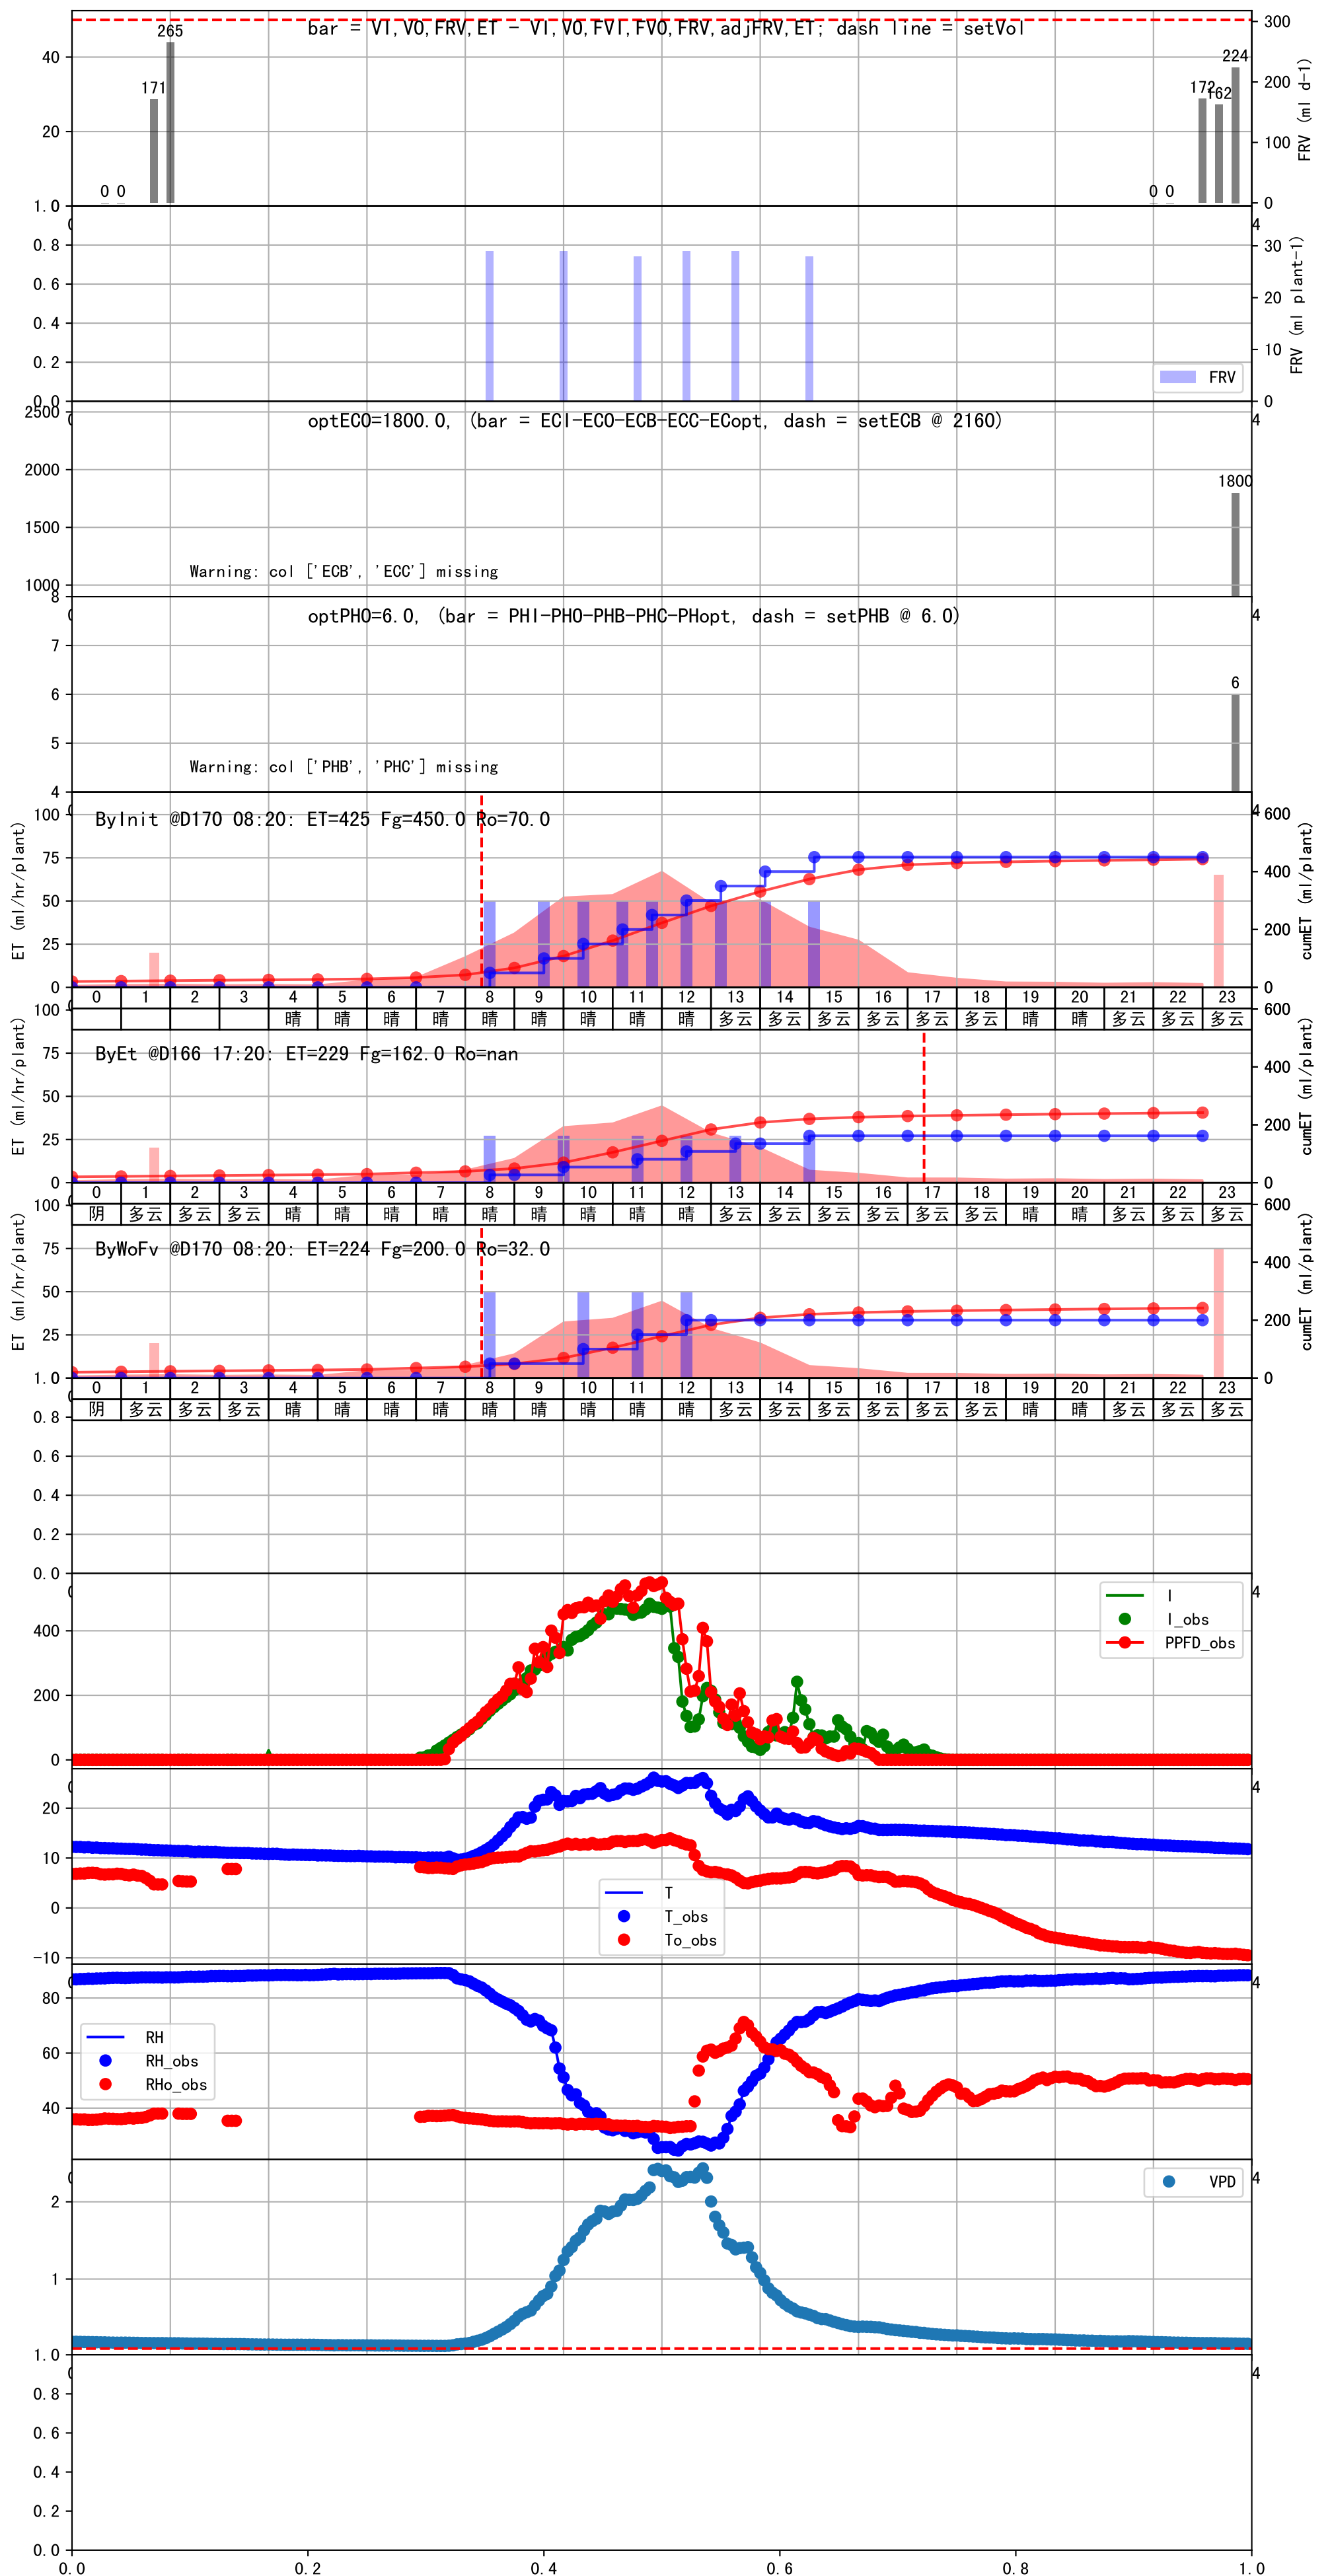 bar = VI,VO,FRV,ET - VI,VO,FVI,FVO,FRV,adjFRV,ET; dash line = setVol
265
171
0 0
0 0
172
162
224
40
20
300
200
100
0
FRV (ml d-1)
1.0
0.8
0.6
0.4
0.2
0.0
30
20
10
0
FRV (ml plant-1)
FRV
4
optECO=1800.0, (bar = ECI-ECO-ECB-ECC-ECopt, dash = setECB @ 2160)
2500
2000
1500
1000
1800
Warning: col ['ECB', 'ECC'] missing
4
optPHO=6.0, (bar = PHI-PHO-PHB-PHC-PHopt, dash = setPHB @ 6.0)
8
7
6
5
4
6
Warning: col ['PHB', 'PHC'] missing
4
ByInit @D170 08:20: ET=425 Fg=450.0 Ro=70.0
ET (ml/hr/plant)
100
75
50
25
0
600
400
200
0
cumET (ml/plant)
4
0 1 2 3 4 5 6 7 8 9 10 11 12 13 14 15 16 17 18 19 20 21 22 23
晴 晴 晴 晴 晴 晴 晴 晴 晴 多云 多云 多云 多云 多云 多云 晴 晴 多云 多云 多云
ByEt @D166 17:20: ET=229 Fg=162.0 Ro=nan
ET (ml/hr/plant)
100
75
50
25
0
600
400
200
0
cumET (ml/plant)
0 1 2 3 4 5 6 7 8 9 10 11 12 13 14 15 16 17 18 19 20 21 22 23
阴 多云 多云 多云 晴 晴 晴 晴 晴 晴 晴 晴 晴 多云 多云 多云 多云 多云 多云 晴 晴 多云 多云 多云
ByWoFv @D170 08:20: ET=224 Fg=200.0 Ro=32.0
ET (ml/hr/plant)
100
75
50
25
600
400
200
0
cumET (ml/plant)
0 1 2 3 4 5 6 7 8 9 10 11 12 13 14 15 16 17 18 19 20 21 22 23
阴 多云 多云 多云 晴 晴 晴 晴 晴 晴 晴 晴 晴 多云 多云 多云 多云 多云 多云 晴 晴 多云 多云 多云
1.0
0.8
0.6
0.4
0.2
0.0
4
400
200
0
I
I_obs
PPFD_obs
4
20
10
0
-10
T
T_obs
To_obs
4
80
60
40
RH
RH_obs
RHo_obs
4
2
1
VPD
4
1.0
0.8
0.6
0.4
0.2
0.0
0.0 0.2 0.4 0.6 0.8 1.0